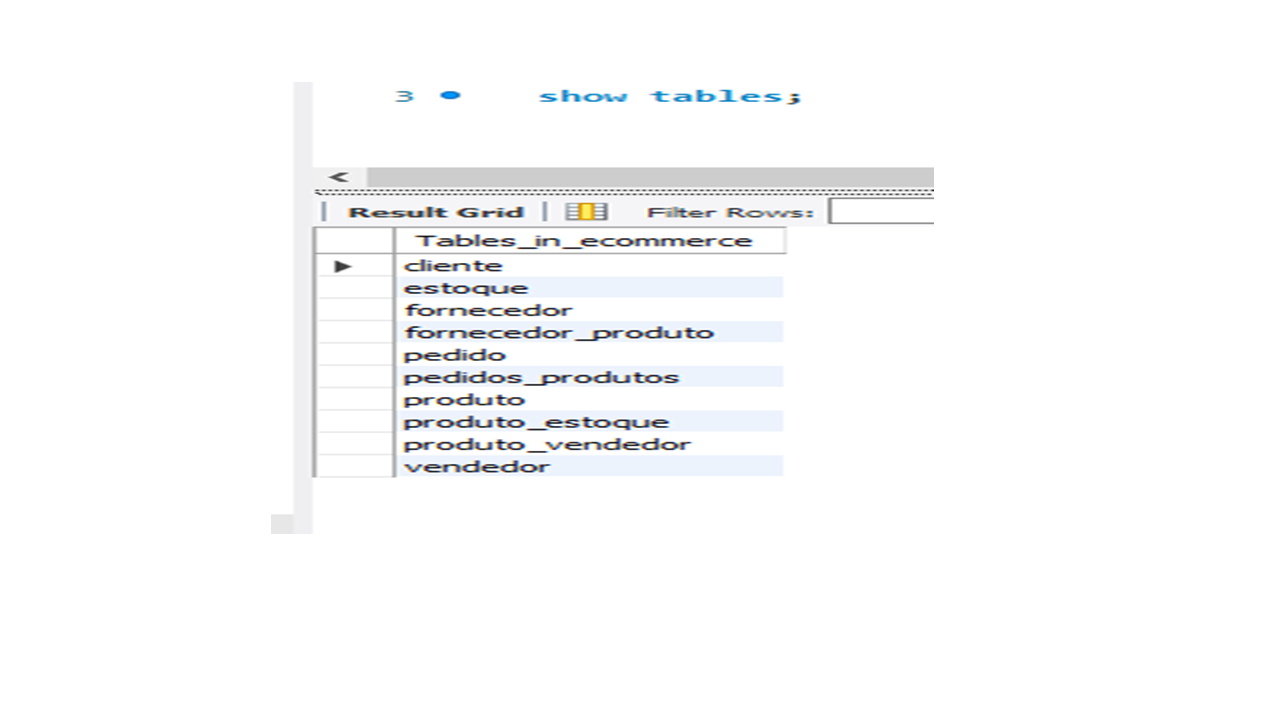 3 show tables;
<
Result Grid Filter Rows:
Tables_in_ecommerce
cliente
estoque
fornecedor
fornecedor_produto
pedido
pedidos_produtos
produto
produto_estoque
produto_vendedor
vendedor